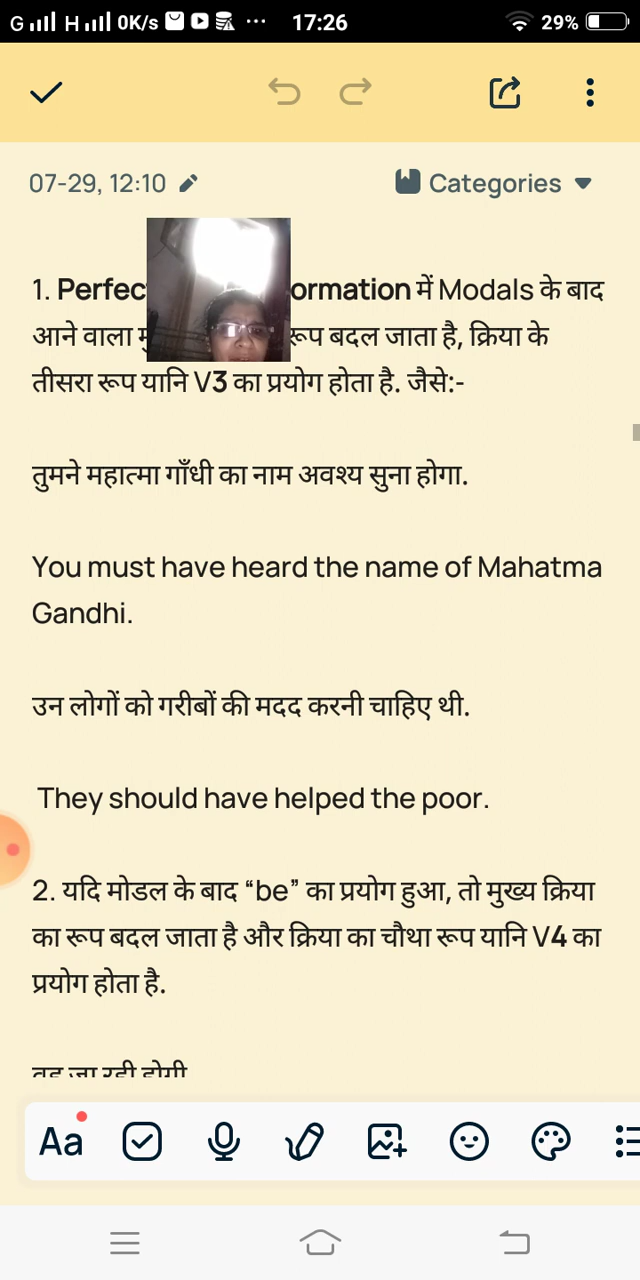 G H 0K/s ... 17:26 29%
07-29, 12:10 Categories
1. Perfec ormation में Modals के बाद
आने वाला रूप बदल जाता है, क्रिया के
तीसरा रूप यानि V3 का प्रयोग होता है. जैसे:-
तुमने महात्मा गाँधी का नाम अवश्य सुना होगा.
You must have heard the name of Mahatma
Gandhi.
उन लोगों को गरीबों की मदद करनी चाहिए थी.
They should have helped the poor.
2. यदि मोडल के बाद “be” का प्रयोग हुआ, तो मुख्य क्रिया
का रूप बदल जाता है और क्रिया का चौथा रूप यानि V4 का
प्रयोग होता है.
वह जा रही होगी
Aa